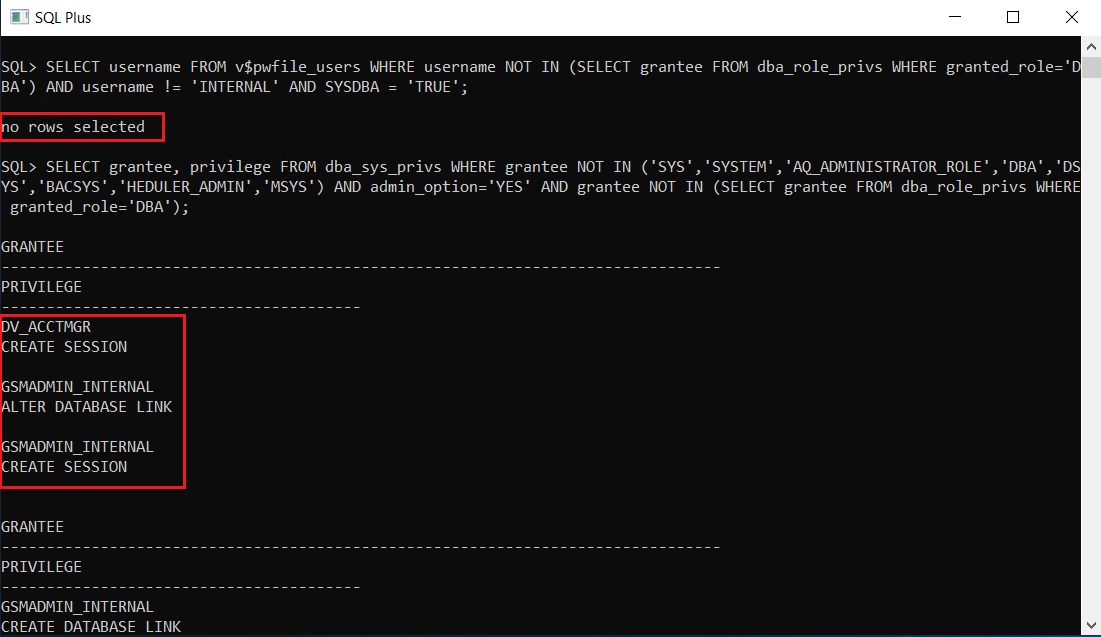 SQL Plus
SQL> SELECT username FROM v$pwfile_users WHERE username NOT IN (SELECT grantee FROM dba_role_privs WHERE granted_role='D
BA') AND username != 'INTERNAL' AND SYSDBA = 'TRUE';
no rows selected
SQL> SELECT grantee, privilege FROM dba_sys_privs WHERE grantee NOT IN ('SYS','SYSTEM','AQ_ADMINISTRATOR_ROLE','DBA','DS
YS','BACSYS','HEDULER_ADMIN','MSYS') AND admin_option='YES' AND grantee NOT IN (SELECT grantee FROM dba_role_privs WHERE
 granted_role='DBA');
GRANTEE
--------------------------------------------------------------------------------
PRIVILEGE
----------------------------------------
DV_ACCTMGR
CREATE SESSION
GSMADMIN_INTERNAL
ALTER DATABASE LINK
GSMADMIN_INTERNAL
CREATE SESSION
GRANTEE
--------------------------------------------------------------------------------
PRIVILEGE
----------------------------------------
GSMADMIN_INTERNAL
CREATE DATABASE LINK